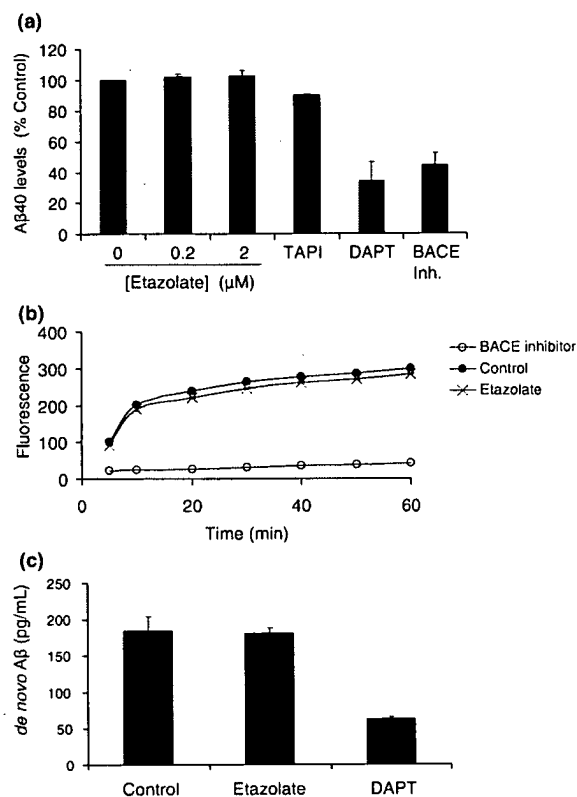 (a)
120
100
80
60
40
20
0
Aβ40 levels (% Control)
0 0.2 2 TAPI DAPT BACE
Inh.
[Etazolate] (μM)
(b)
400
300
200
100
0
Fluorescence
0 20 40 60
Time (min)
BACE inhibitor
Control
Etazolate
(c)
250
200
150
100
50
0
de novo Aβ (pg/mL)
Control Etazolate DAPT